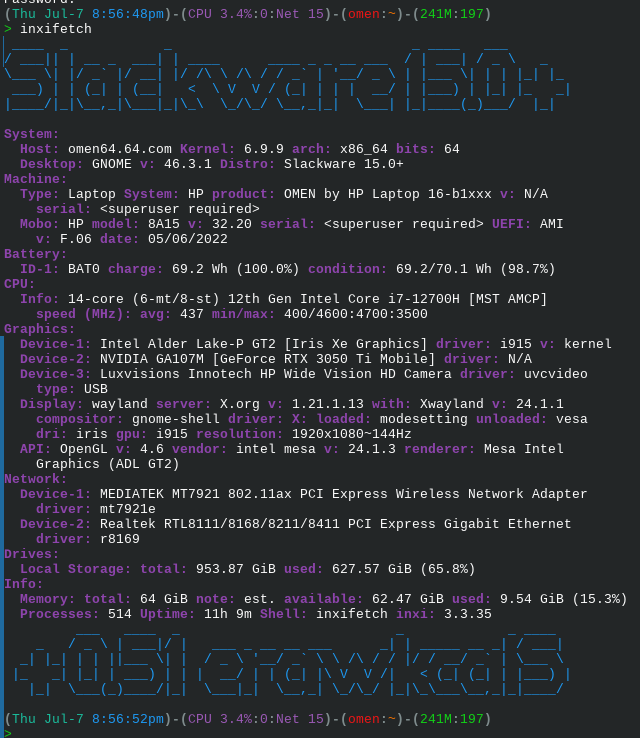 Password:
(Thu Jul-7 8:56:48pm)-(CPU 3.4%:0:Net 15)-(omen:~)-(241M:197)
> inxifetch
Slackware 15.0+
System:
Host: omen64.64.com Kernel: 6.9.9 arch: x86_64 bits: 64
Desktop: GNOME v: 46.3.1 Distro: Slackware 15.0+
Machine:
Type: Laptop System: HP product: OMEN by HP Laptop 16-b1xxx v: N/A
serial: <superuser required>
Mobo: HP model: 8A15 v: 32.20 serial: <superuser required> UEFI: AMI
v: F.06 date: 05/06/2022
Battery:
ID-1: BAT0 charge: 69.2 Wh (100.0%) condition: 69.2/70.1 Wh (98.7%)
CPU:
Info: 14-core (6-mt/8-st) 12th Gen Intel Core i7-12700H [MST AMCP]
speed (MHz): avg: 437 min/max: 400/4600:4700:3500
Graphics:
Device-1: Intel Alder Lake-P GT2 [Iris Xe Graphics] driver: i915 v: kernel
Device-2: NVIDIA GA107M [GeForce RTX 3050 Ti Mobile] driver: N/A
Device-3: Luxvisions Innotech HP Wide Vision HD Camera driver: uvcvideo
type: USB
Display: wayland server: X.org v: 1.21.1.13 with: Xwayland v: 24.1.1
compositor: gnome-shell driver: X: loaded: modesetting unloaded: vesa
dri: iris gpu: i915 resolution: 1920x1080~144Hz
API: OpenGL v: 4.6 vendor: intel mesa v: 24.1.3 renderer: Mesa Intel
Graphics (ADL GT2)
Network:
Device-1: MEDIATEK MT7921 802.11ax PCI Express Wireless Network Adapter
driver: mt7921e
Device-2: Realtek RTL8111/8168/8211/8411 PCI Express Gigabit Ethernet
driver: r8169
Drives:
Local Storage: total: 953.87 GiB used: 627.57 GiB (65.8%)
Info:
Memory: total: 64 GiB note: est. available: 62.47 GiB used: 9.54 GiB (15.3%)
Processes: 514 Uptime: 11h 9m Shell: inxifetch inxi: 3.3.35
+0.51 erawkcalS
(Thu Jul-7 8:56:52pm)-(CPU 3.4%:0:Net 15)-(omen:~)-(241M:197)
>